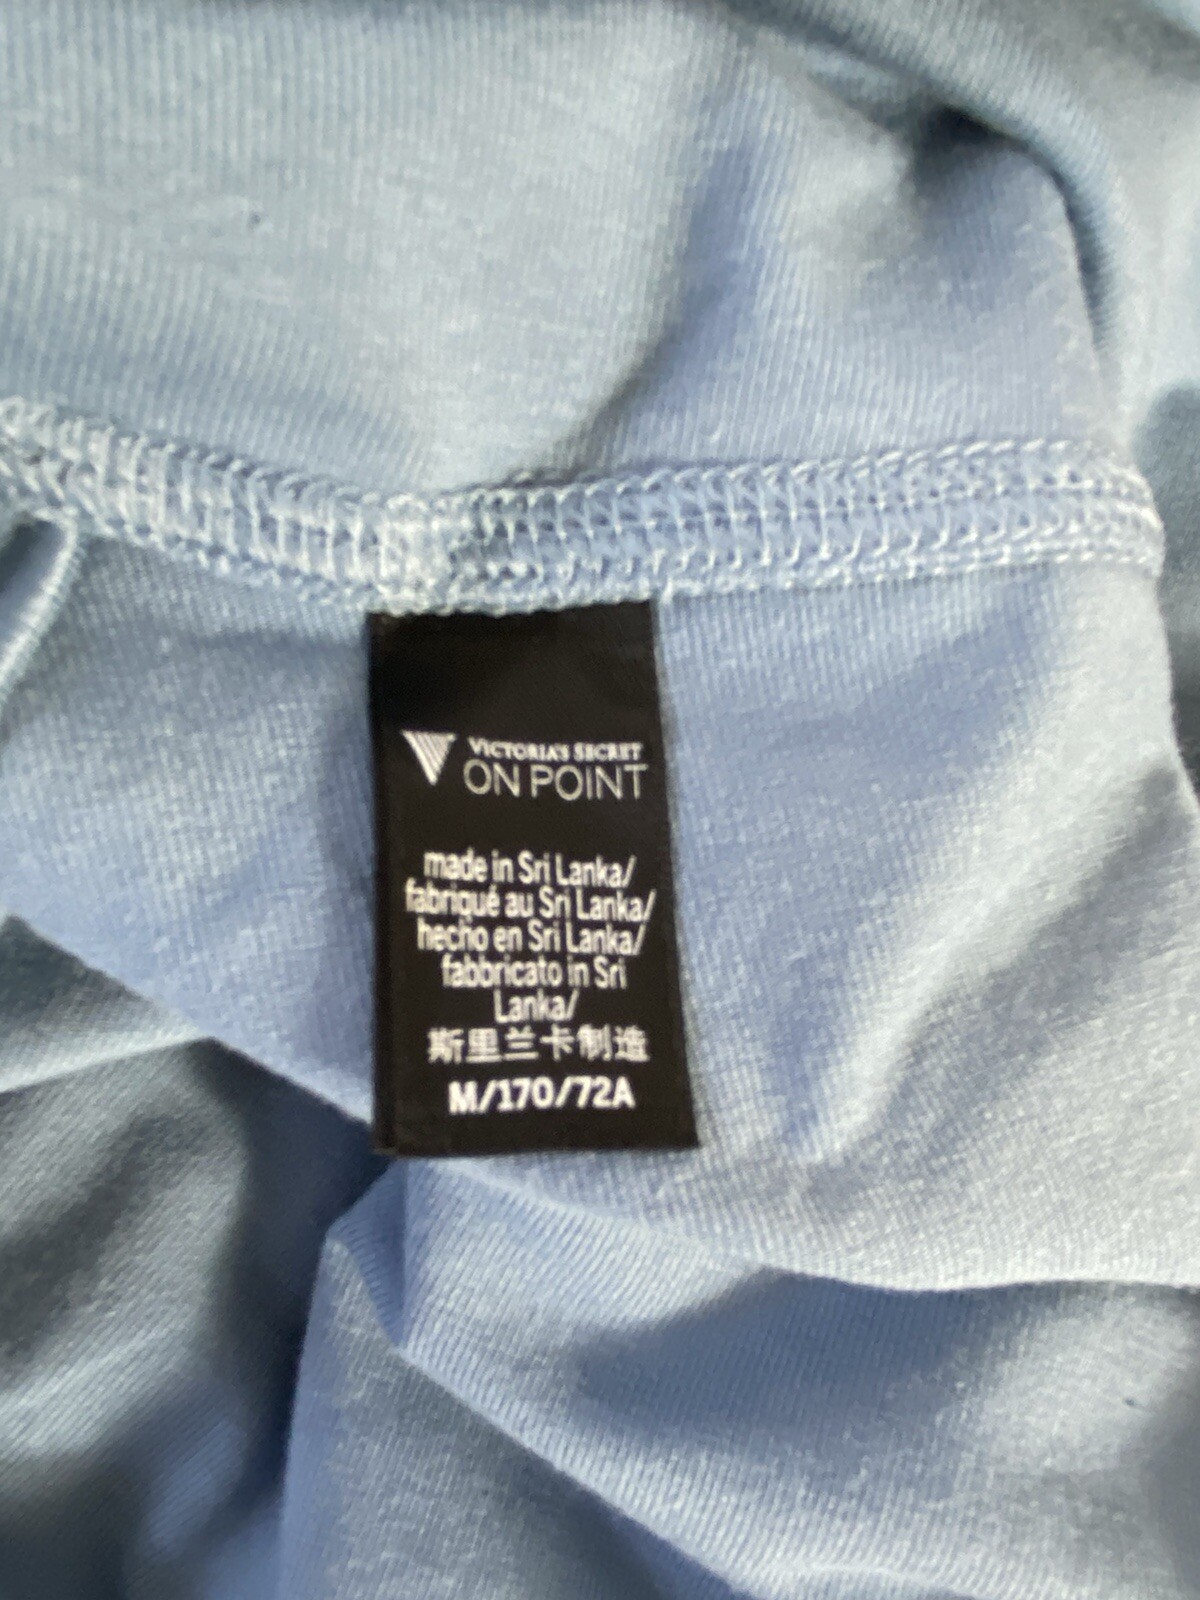 VICTORIA'S SECRET
ON POINT
made in Sri Lanka/
fabriqué au Sri Lanka/
hecho en Sri Lanka/
fabbricato in Sri
Lanka/
斯里兰卡制造
M/170/72A